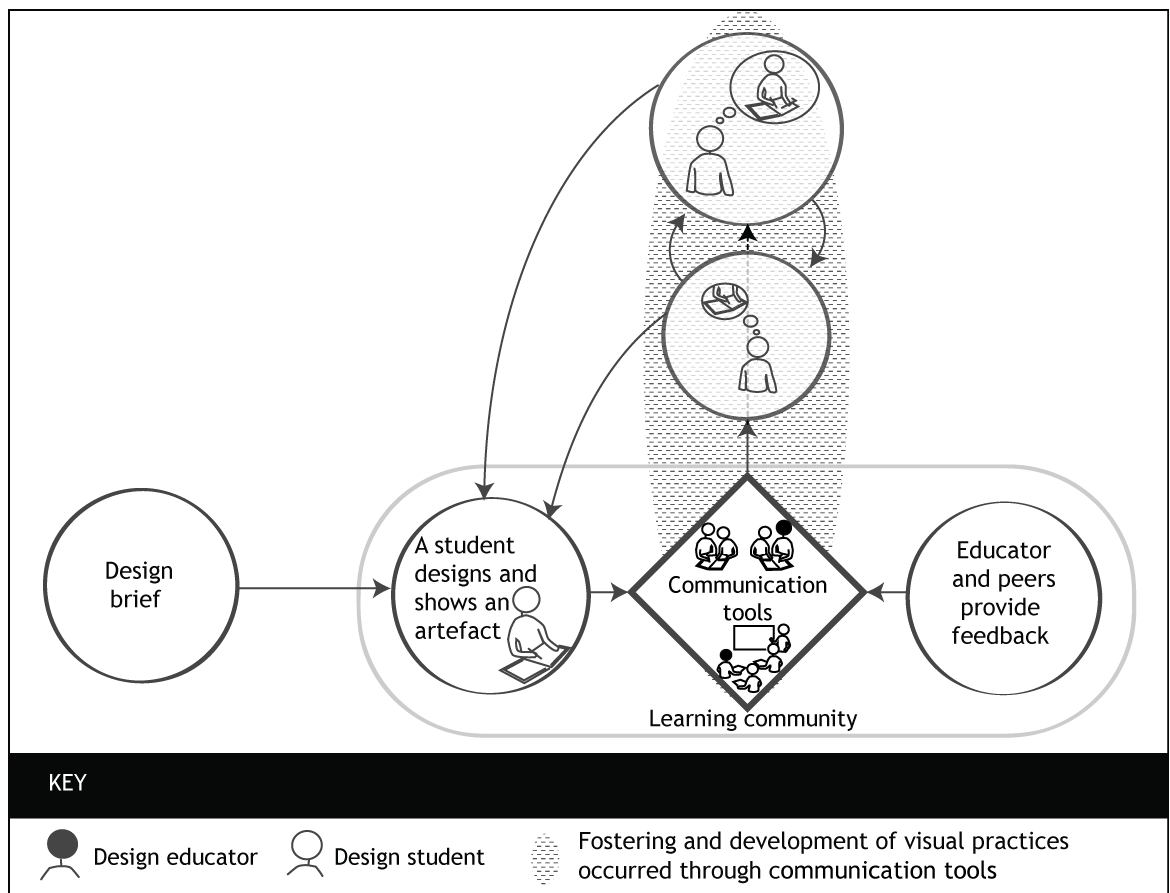 Design
brief
A student
designs and
shows an
artefact
Communication
tools
Educator
and peers
provide
feedback
Learning community
KEY
Design educator
Design student
Fostering and development of visual practices
occurred through communication tools